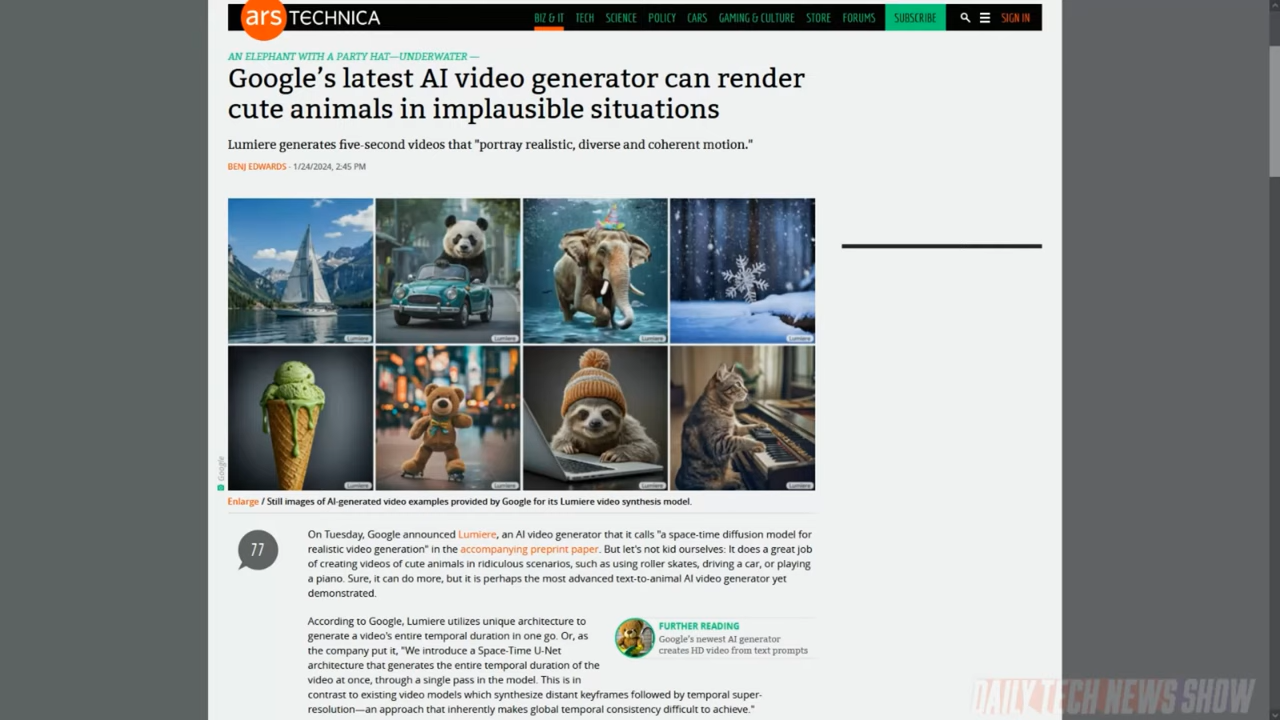 ars TECHNICA
BIZ & IT TECH SCIENCE POLICY CARS GAMING & CULTURE STORE FORUMS SUBSCRIBE SIGN IN
AN ELEPHANT WITH A PARTY HAT—UNDERWATER —
Google's latest AI video generator can render
cute animals in implausible situations
Lumiere generates five-second videos that "portray realistic, diverse and coherent motion."
BENJ EDWARDS - 1/24/2024, 2:45 PM
Lumiere Lumiere Lumiere Lumiere
Lumiere Lumiere Lumiere Lumiere
Google
Enlarge / Still images of AI-generated video examples provided by Google for its Lumiere video synthesis model.
77
On Tuesday, Google announced Lumiere, an AI video generator that it calls "a space-time diffusion model for
realistic video generation" in the accompanying preprint paper. But let's not kid ourselves: It does a great job
of creating videos of cute animals in ridiculous scenarios, such as using roller skates, driving a car, or playing
a piano. Sure, it can do more, but it is perhaps the most advanced text-to-animal AI video generator yet
demonstrated.
According to Google, Lumiere utilizes unique architecture to
generate a video's entire temporal duration in one go. Or, as
the company put it, "We introduce a Space-Time U-Net
architecture that generates the entire temporal duration of the
video at once, through a single pass in the model. This is in
contrast to existing video models which synthesize distant keyframes followed by temporal super-
resolution—an approach that inherently makes global temporal consistency difficult to achieve."
FURTHER READING
Google's newest AI generator
creates HD video from text prompts
DAILY TECH NEWS SHOW